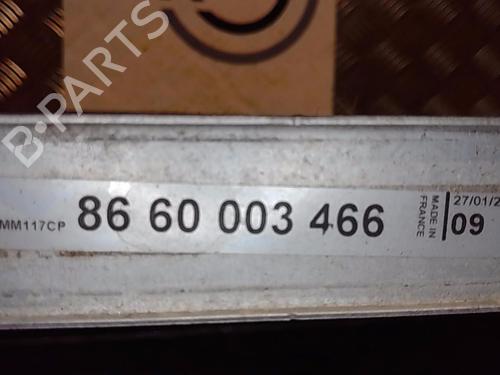 B-PARTS
MM117CP 86 60 003 466 MADE IN FRANCE 27/01/2
09